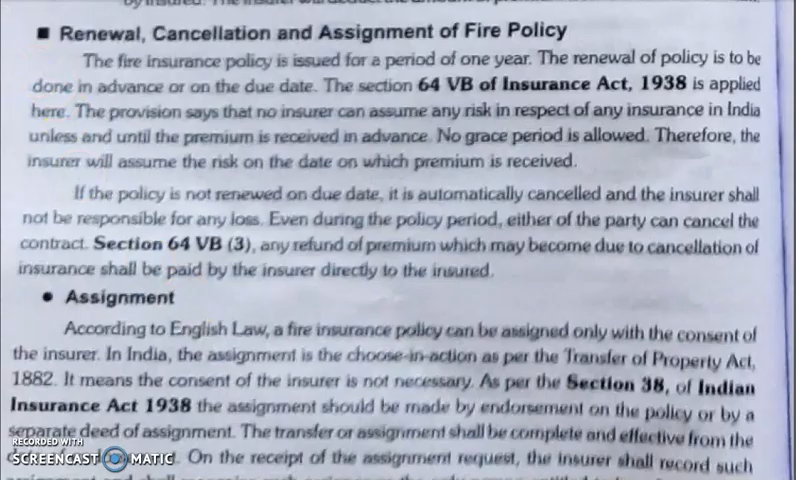 by insured. The insurer will deduct the amount of
■ Renewal, Cancellation and Assignment of Fire Policy
The fire insurance policy is issued for a period of one year. The renewal of policy is to be
done in advance or on the due date. The section 64 VB of Insurance Act, 1938 is applied
here. The provision says that no insurer can assume any risk in respect of any insurance in India
unless and until the premium is received in advance. No grace period is allowed. Therefore, the
insurer will assume the risk on the date on which premium is received.
If the policy is not renewed on due date, it is automatically cancelled and the insurer shall
not be responsible for any loss. Even during the policy period, either of the party can cancel the
contract. Section 64 VB (3), any refund of premium which may become due to cancellation of
insurance shall be paid by the insurer directly to the insured.
• Assignment
According to English Law, a fire insurance policy can be assigned only with the consent of
the insurer. In India, the assignment is the choose-in-action as per the Transfer of Property Act,
1882. It means the consent of the insurer is not necessary. As per the Section 38, of Indian
Insurance Act 1938 the assignment should be made by endorsement on the policy or by a
separate deed of assignment. The transfer or assignment shall be complete and effective from the
On the receipt of the assignment request, the insurer shall record such
RECORDED WITH
SCREENCAST MATIC